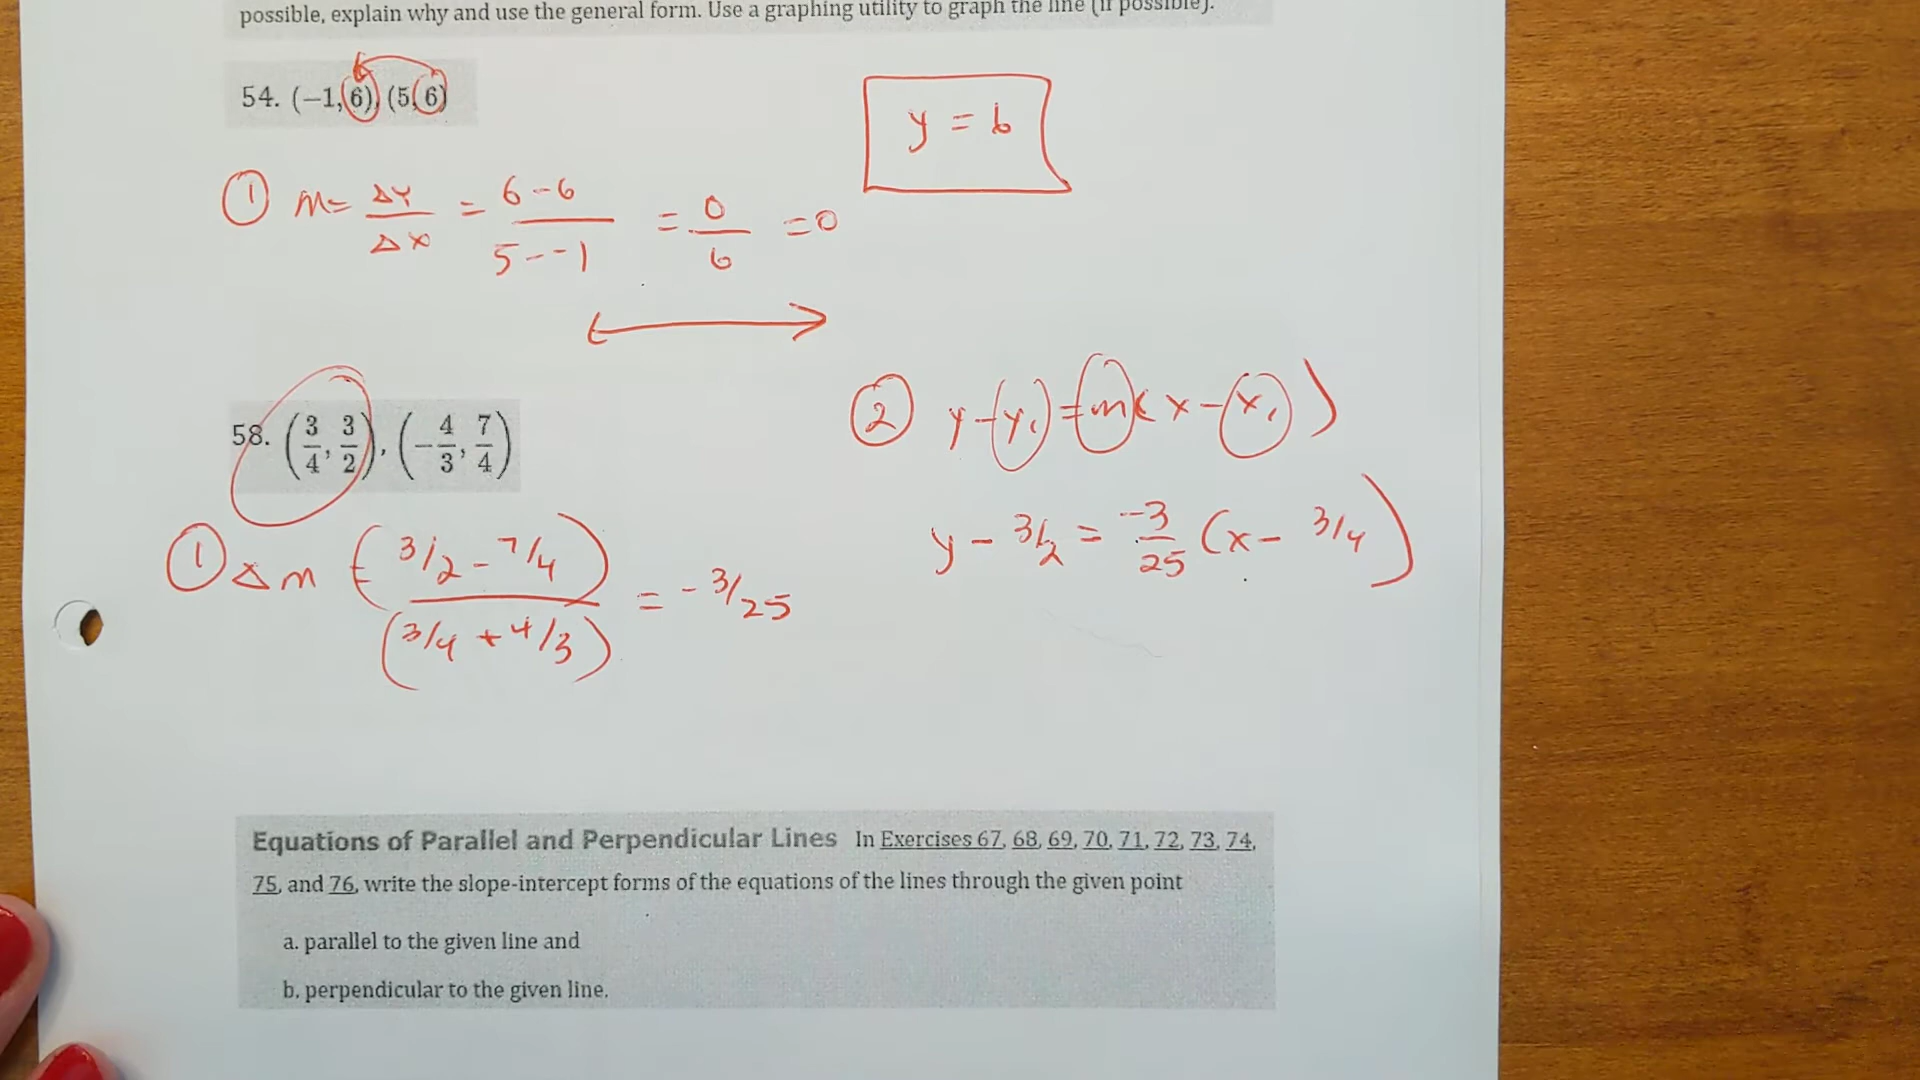 possible, explain why and use the general form. Use a graphing utility to graph the line (if possible).
54. (−1, 6), (5, 6)
y = 6
① m = Δy/Δx = (6 - 6)/(5 - -1) = 0/6 = 0
58. (3/4, 3/2), (−4/3, 7/4)
② y - y₁ = m(x - x₁)
y - 3/2 = -3/25 (x - 3/4)
① Δm = (3/2 - 7/4)/(3/4 + 4/3) = -3/25
Equations of Parallel and Perpendicular Lines In Exercises 67, 68, 69, 70, 71, 72, 73, 74,
75, and 76, write the slope-intercept forms of the equations of the lines through the given point
a. parallel to the given line and
b. perpendicular to the given line.